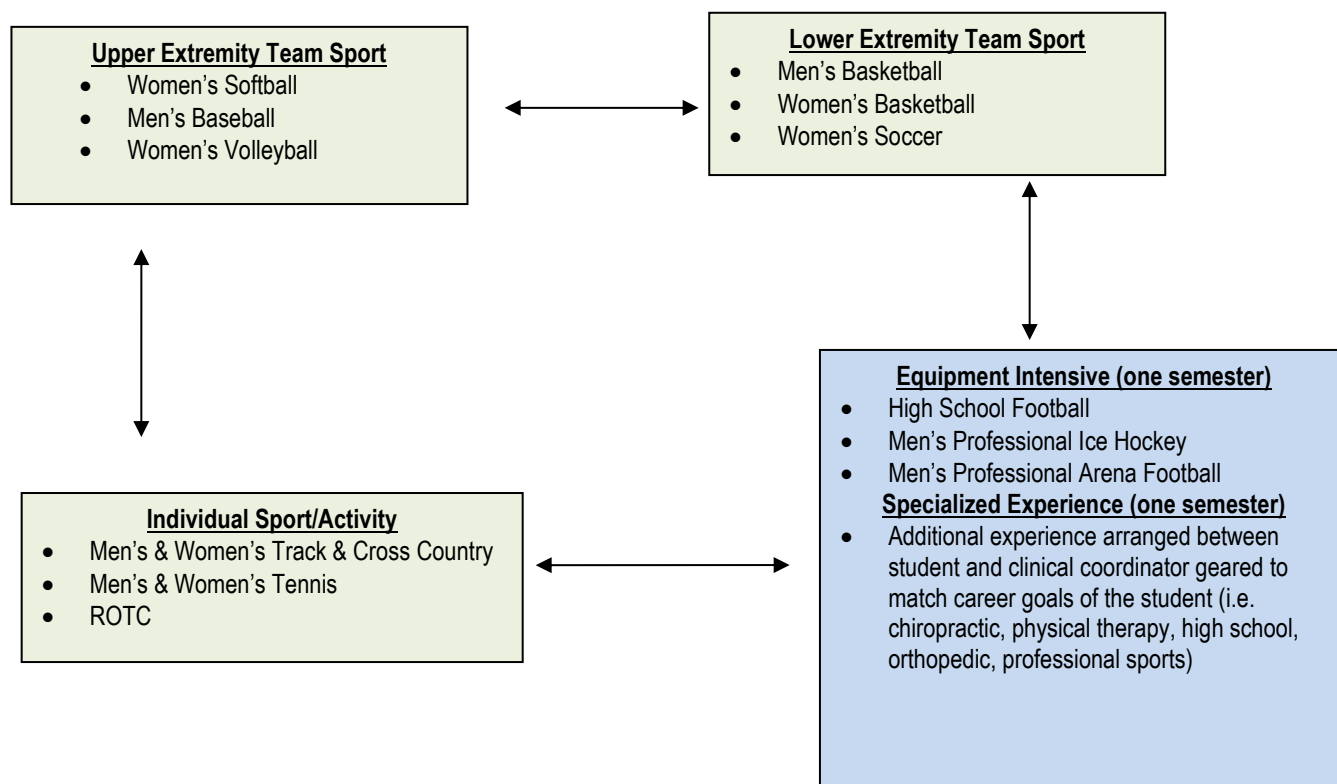 Upper Extremity Team Sport
• Women’s Softball
• Men’s Baseball
• Women’s Volleyball
Lower Extremity Team Sport
• Men’s Basketball
• Women’s Basketball
• Women’s Soccer
Individual Sport/Activity
• Men’s & Women’s Track & Cross Country
• Men’s & Women’s Tennis
• ROTC
Equipment Intensive (one semester)
• High School Football
• Men’s Professional Ice Hockey
• Men’s Professional Arena Football
Specialized Experience (one semester)
• Additional experience arranged between
student and clinical coordinator geared to
match career goals of the student (i.e.
chiropractic, physical therapy, high school,
orthopedic, professional sports)